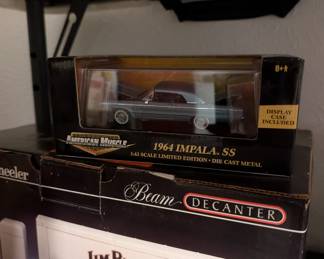 8+
DISPLAY
CASE
INCLUDED
AMERICAN MUSCLE
1964 IMPALA SS
1:43 SCALE LIMITED EDITION • DIE CAST METAL
Beam DECANTER
JIM